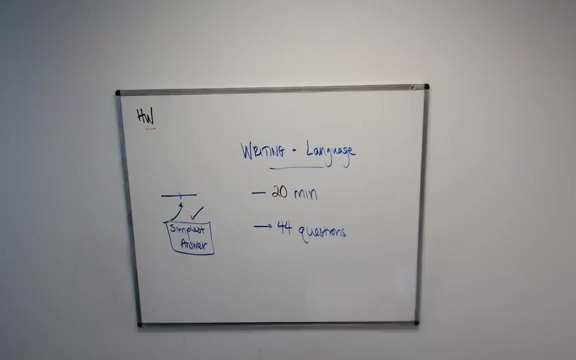 HW
WRITING + Language
— 20 min
→ 44 questions
Simplest
Answer